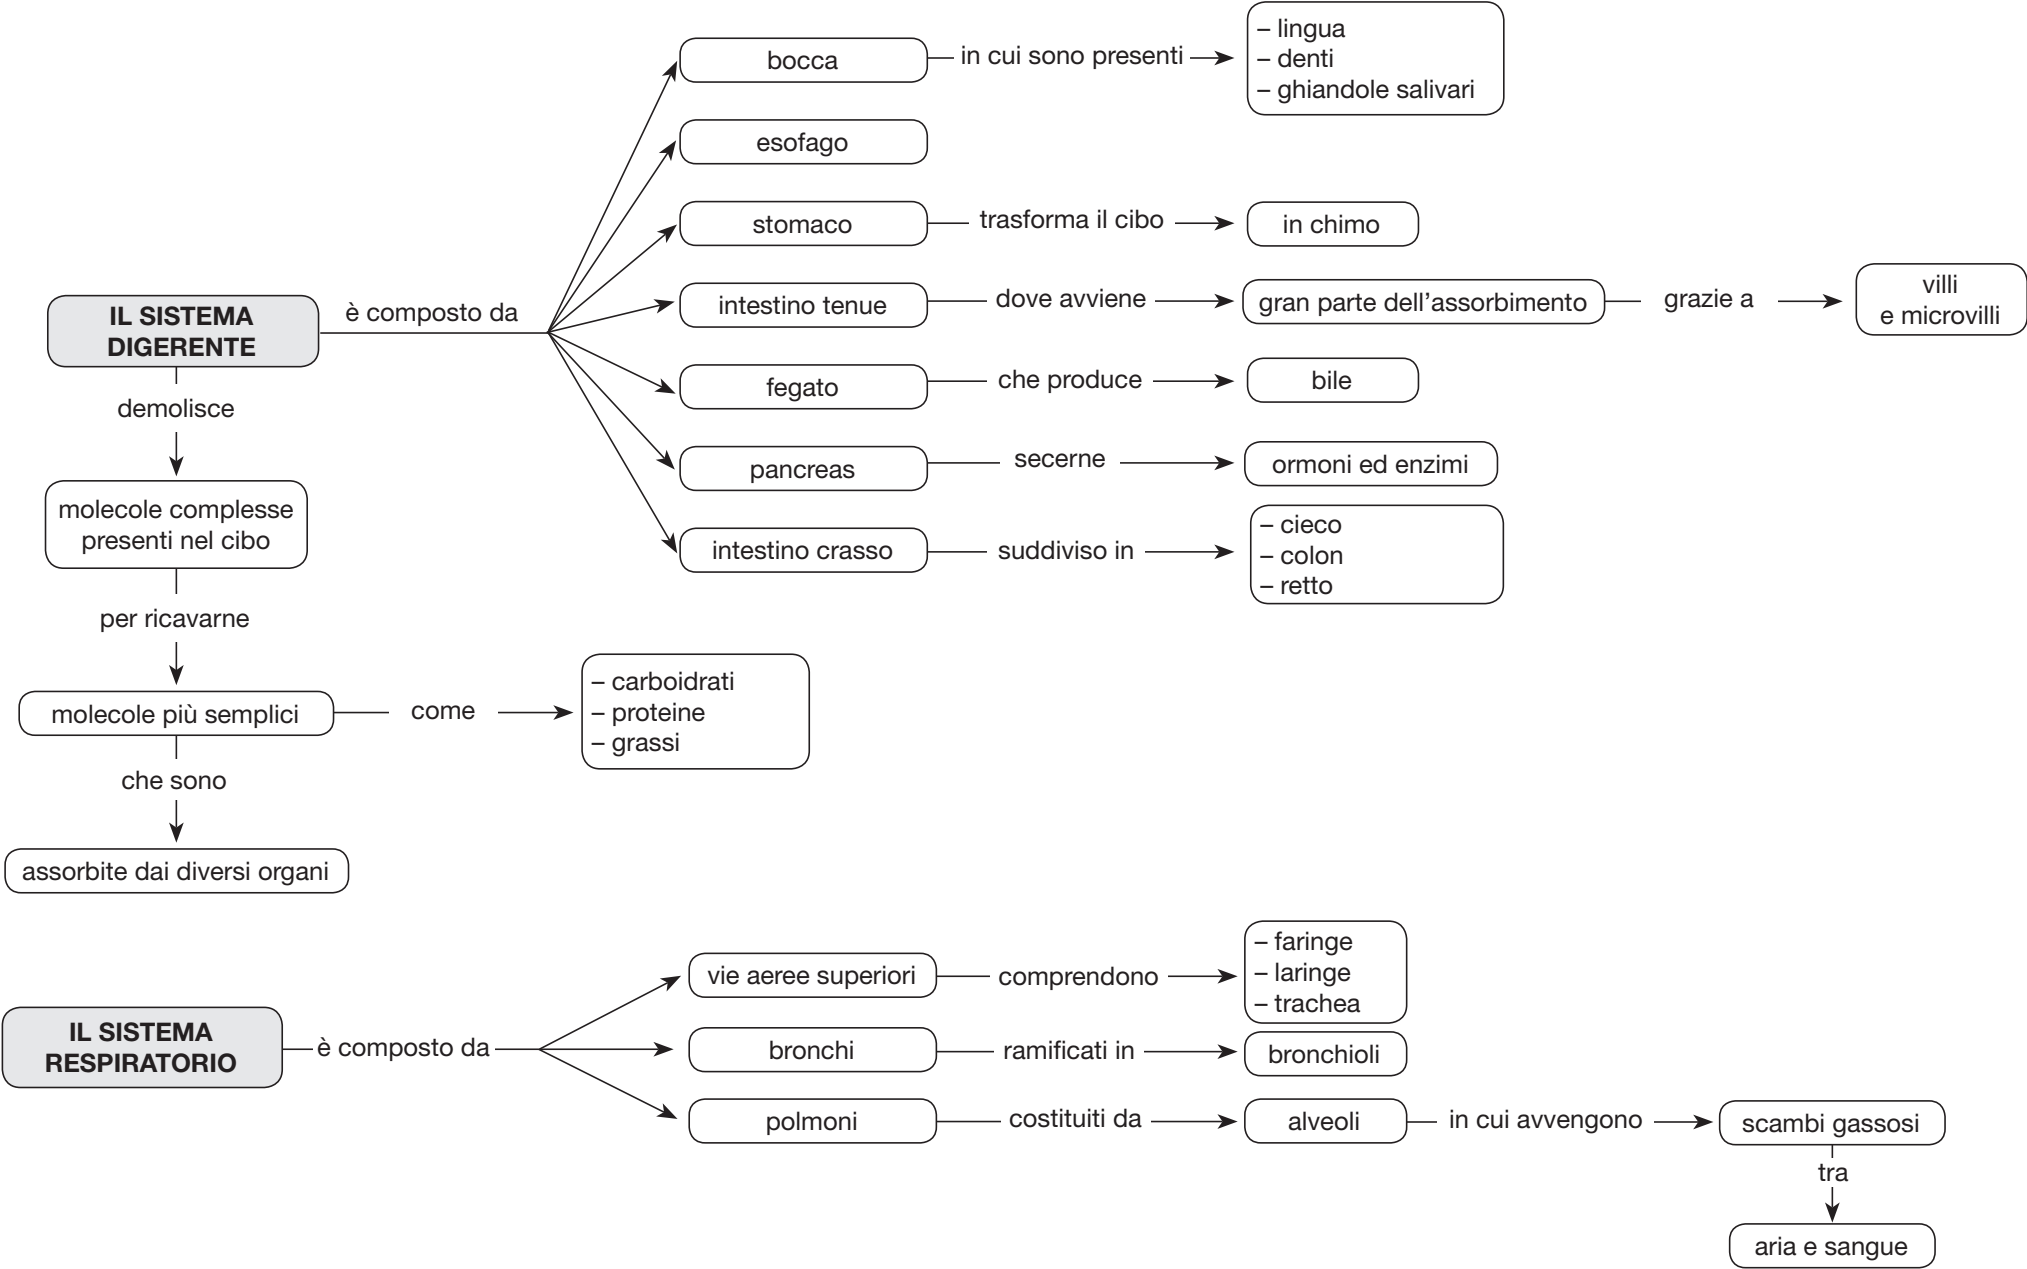 IL SISTEMA
DIGERENTE
è composto da
bocca
in cui sono presenti
– lingua
– denti
– ghiandole salivari
esofago
stomaco
trasforma il cibo
in chimo
intestino tenue
dove avviene
gran parte dell’assorbimento
grazie a
villi
e microvilli
fegato
che produce
bile
pancreas
secerne
ormoni ed enzimi
intestino crasso
suddiviso in
– cieco
– colon
– retto
demolisce
molecole complesse
presenti nel cibo
per ricavarne
molecole più semplici
come
– carboidrati
– proteine
– grassi
che sono
assorbite dai diversi organi
IL SISTEMA
RESPIRATORIO
è composto da
vie aeree superiori
comprendono
– faringe
– laringe
– trachea
bronchi
ramificati in
bronchioli
polmoni
costituiti da
alveoli
in cui avvengono
scambi gassosi
tra
aria e sangue